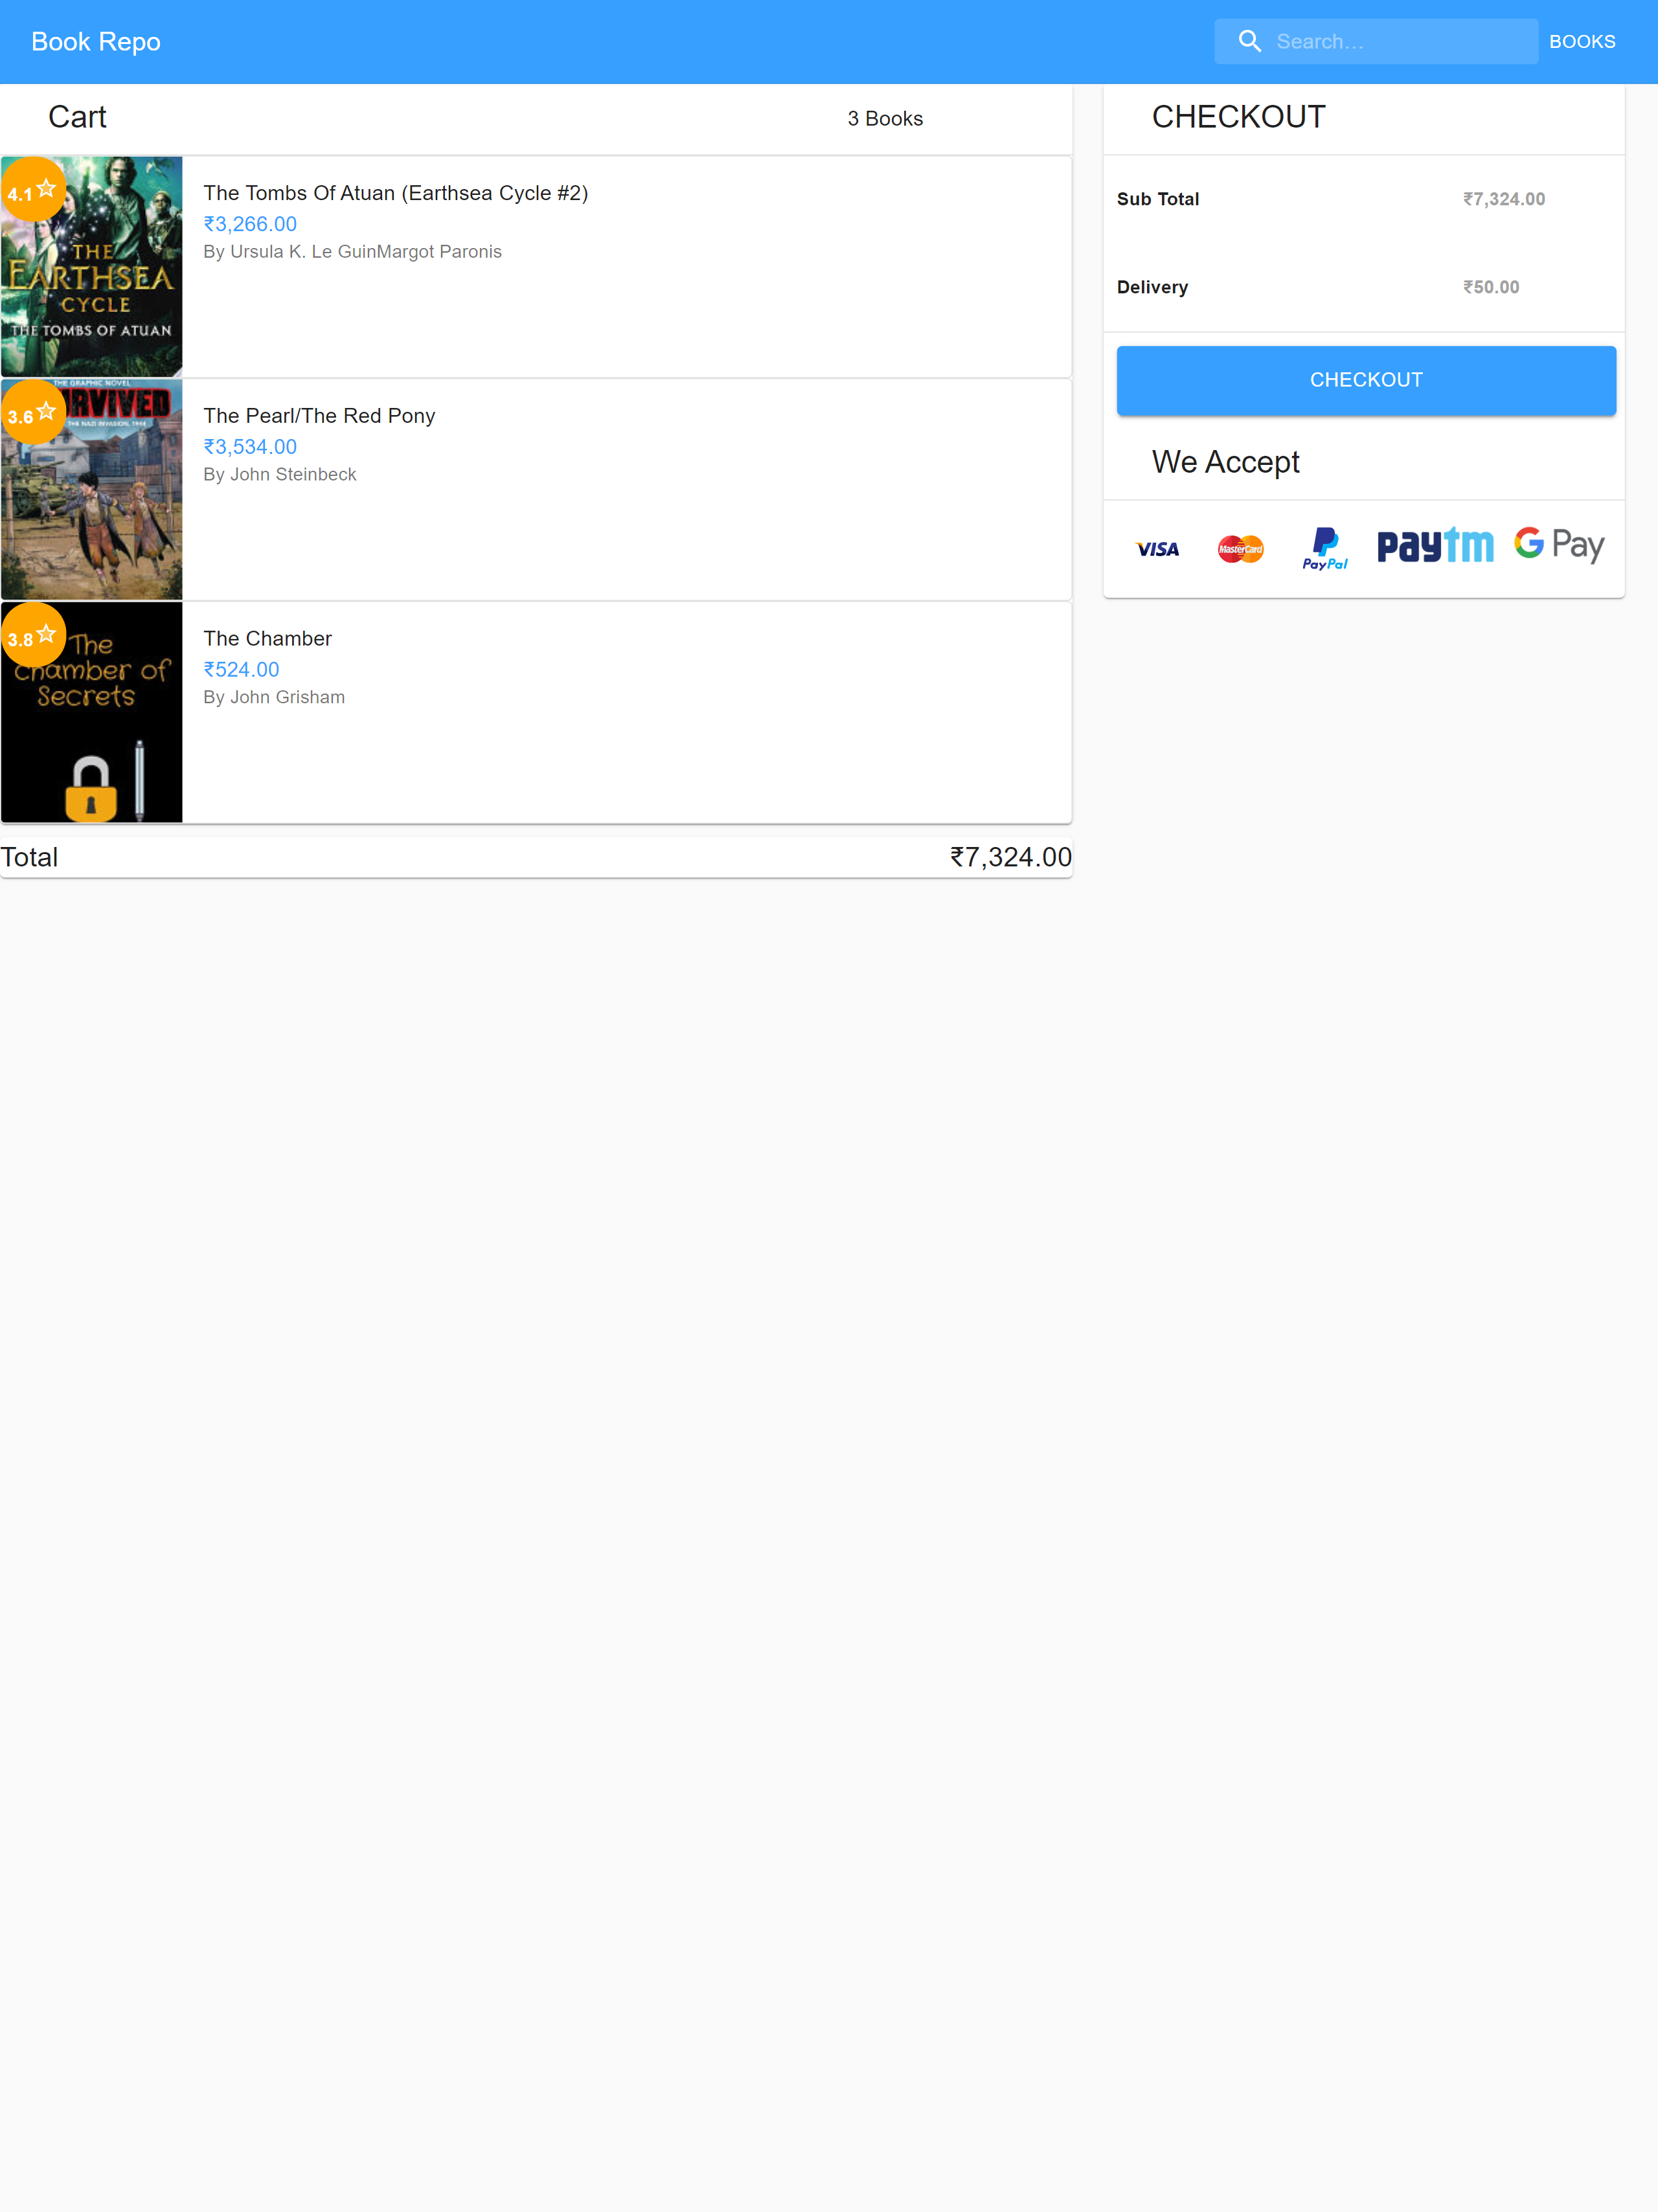 Book Repo
Search...
BOOKS
Cart
3 Books
4.1
THE
EARTHSEA
CYCLE
THE TOMBS OF ATUAN
The Tombs Of Atuan (Earthsea Cycle #2)
₹3,266.00
By Ursula K. Le GuinMargot Paronis
THE GRAPHIC NOVEL
RVIVED
THE NAZI INVASION, 1944
3.6
The Pearl/The Red Pony
₹3,534.00
By John Steinbeck
3.8
The
chamber of
Secrets
The Chamber
₹524.00
By John Grisham
Total
₹7,324.00
CHECKOUT
Sub Total
₹7,324.00
Delivery
₹50.00
CHECKOUT
We Accept
VISA
MasterCard
PayPal
paytm
G Pay